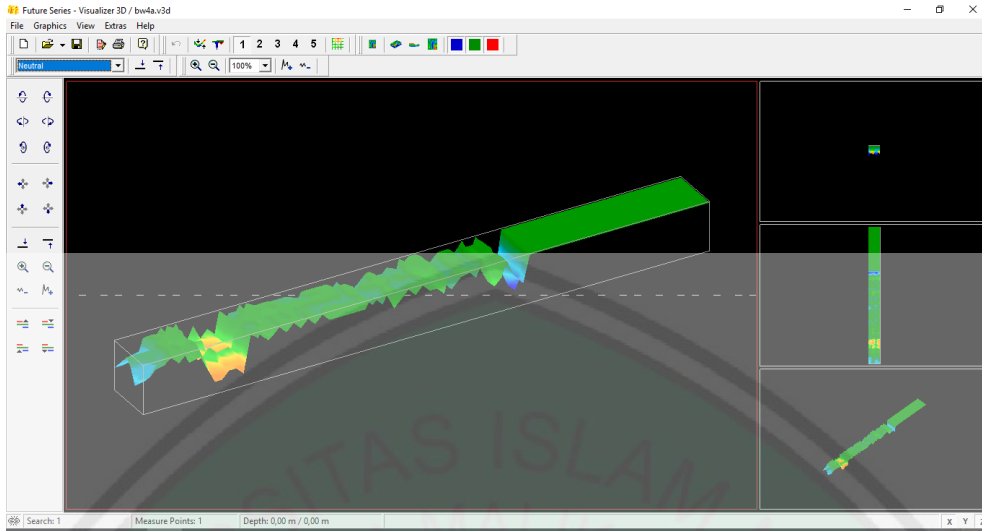 Future Series - Visualizer 3D / bw4a.v3d
File Graphics View Extras Help
1 2 3 4 5
Neutral 100% M+ M-
M- M+
SITAS ISLAM
Search: 1 Measure Points: 1 Depth: 0,00 m / 0,00 m X Y Z